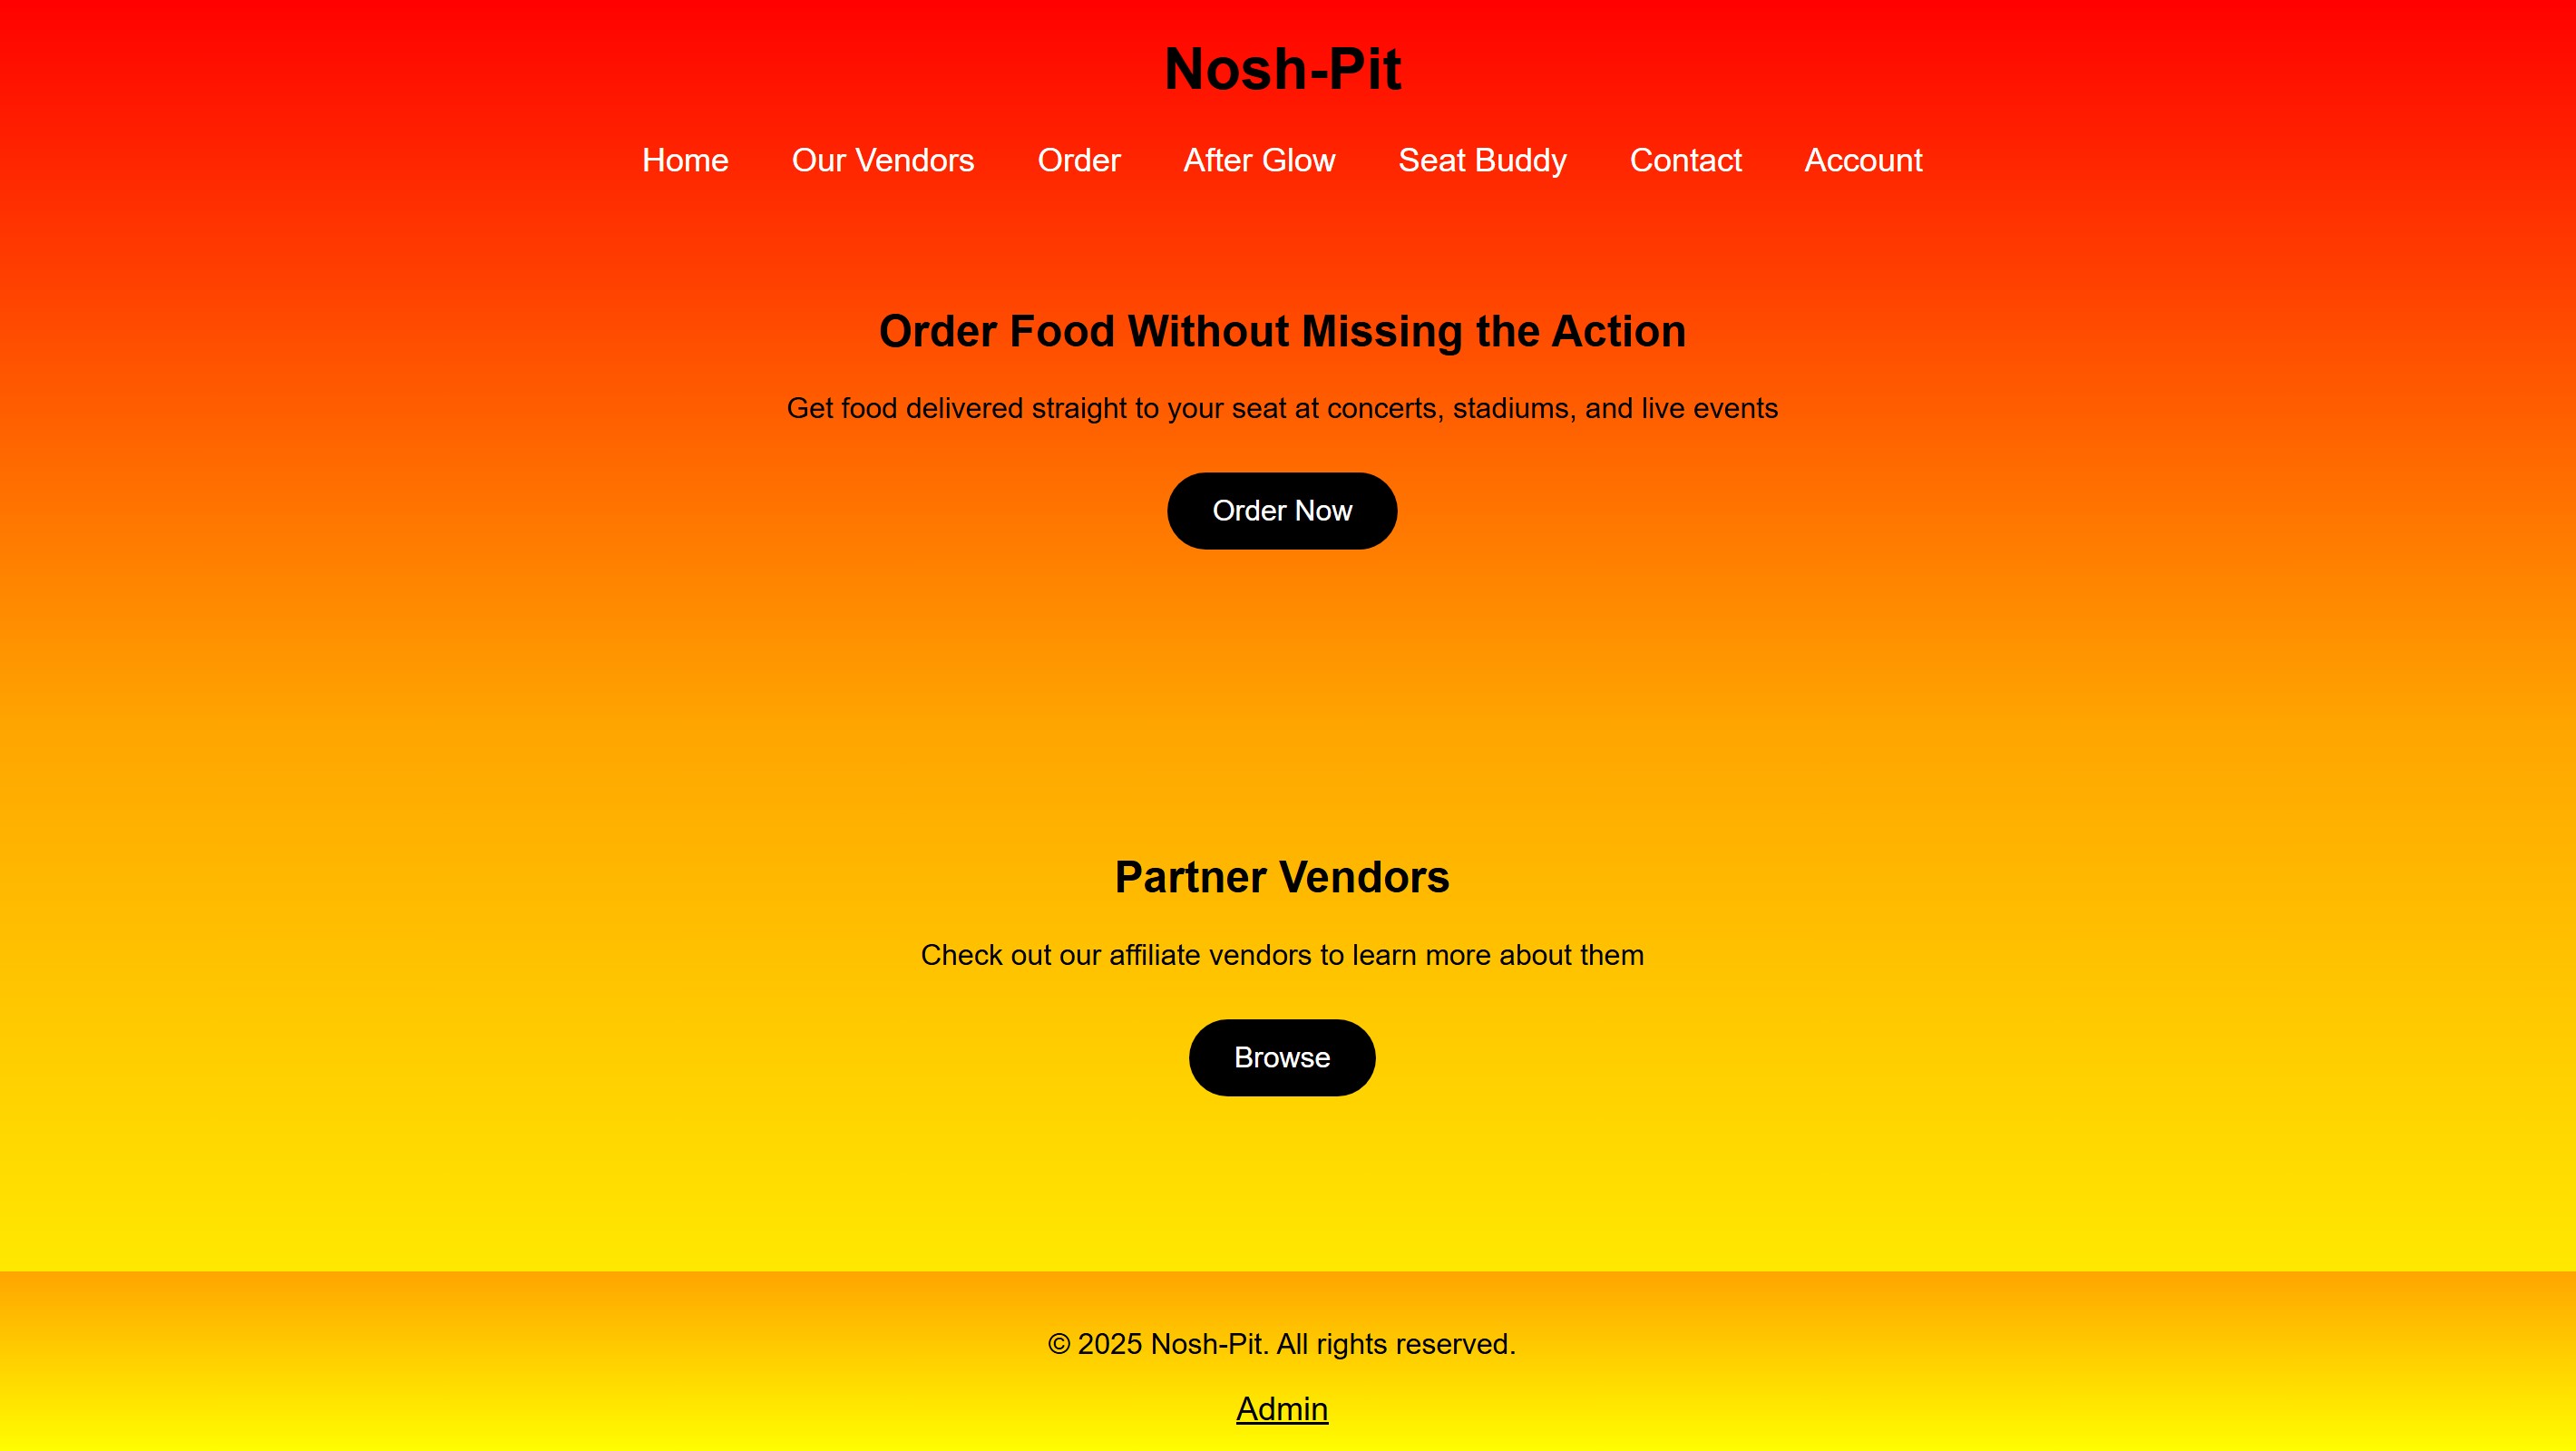 Nosh-Pit
Home Our Vendors Order After Glow Seat Buddy Contact Account
Order Food Without Missing the Action
Get food delivered straight to your seat at concerts, stadiums, and live events
Order Now
Partner Vendors
Check out our affiliate vendors to learn more about them
Browse
© 2025 Nosh-Pit. All rights reserved.
Admin